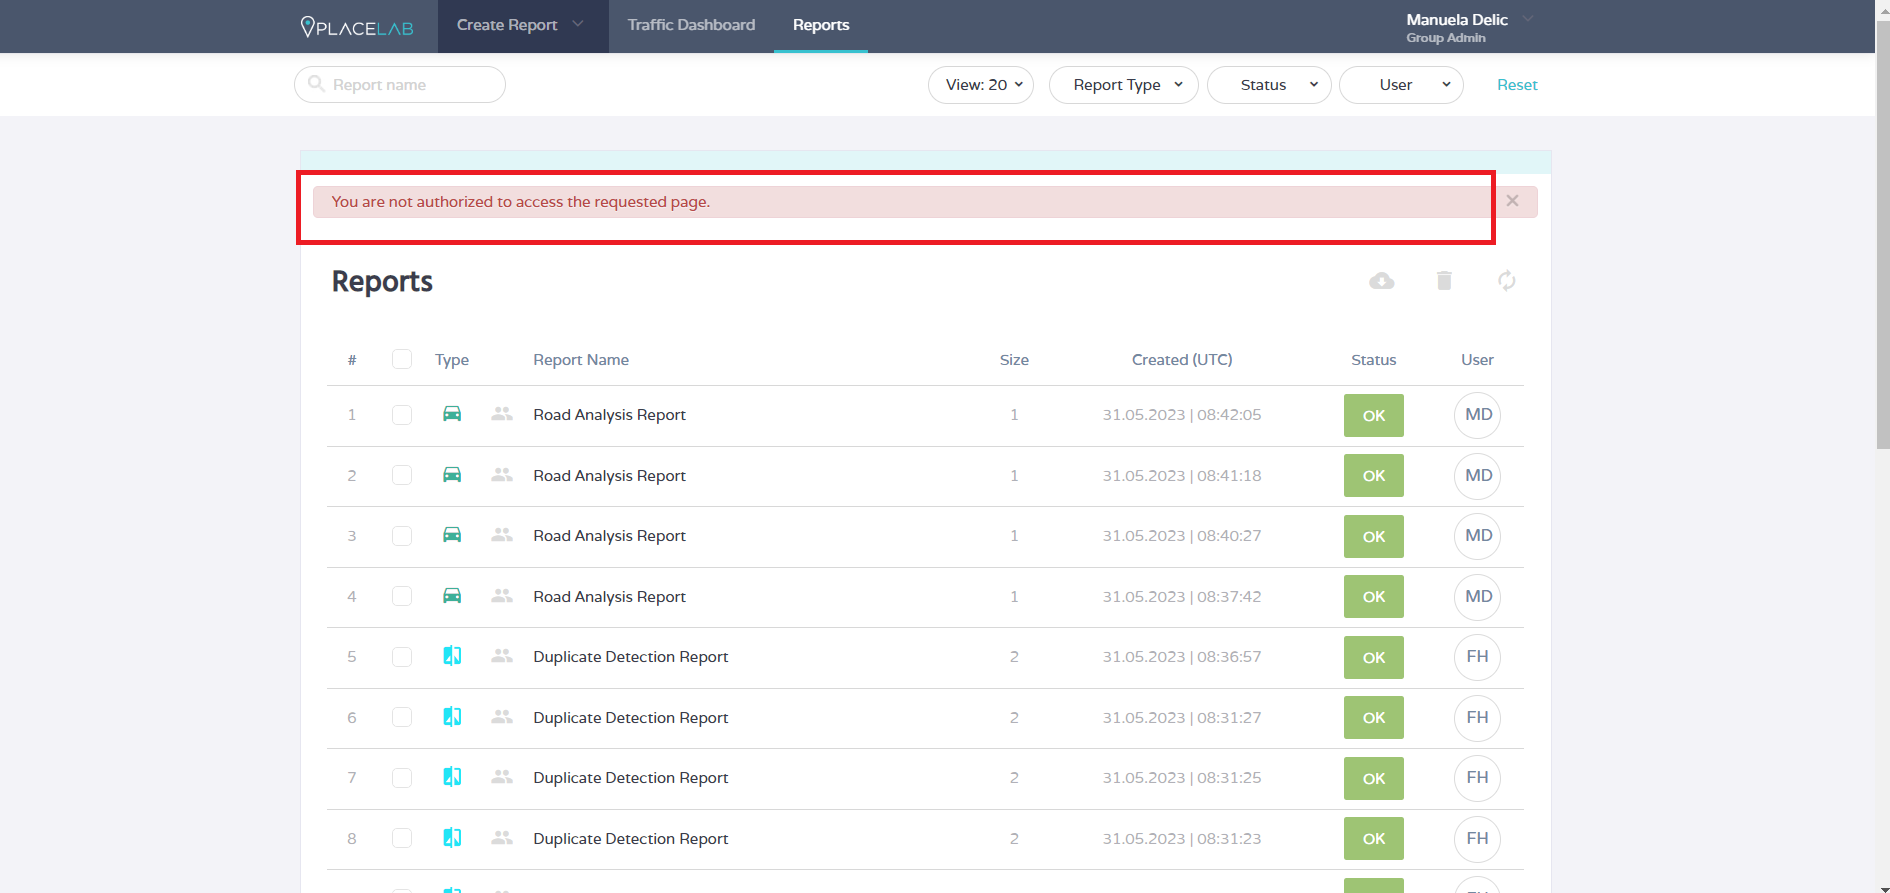 PLACELAB
Create Report
Traffic Dashboard
Reports
Manuela Delic
Group Admin
Report name
View: 20
Report Type
Status
User
Reset
You are not authorized to access the requested page.
Reports
# Type Report Name Size Created (UTC) Status User
1 Road Analysis Report 1 31.05.2023 | 08:42:05 OK MD
2 Road Analysis Report 1 31.05.2023 | 08:41:18 OK MD
3 Road Analysis Report 1 31.05.2023 | 08:40:27 OK MD
4 Road Analysis Report 1 31.05.2023 | 08:37:42 OK MD
5 Duplicate Detection Report 2 31.05.2023 | 08:36:57 OK FH
6 Duplicate Detection Report 2 31.05.2023 | 08:31:27 OK FH
7 Duplicate Detection Report 2 31.05.2023 | 08:31:25 OK FH
8 Duplicate Detection Report 2 31.05.2023 | 08:31:23 OK FH